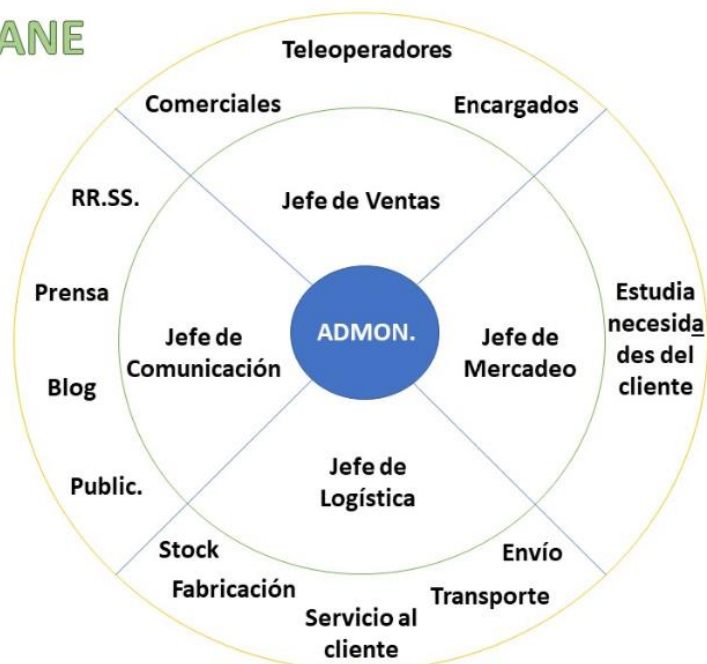 ANE
Teleoperadores
Comerciales
Encargados
RR.SS.
Jefe de Ventas
Prensa
Estudia
necesida
des del
cliente
ADMON.
Jefe de
Comunicación
Jefe de
Mercadeo
Blog
Public.
Jefe de
Logística
Stock
Envío
Fabricación
Transporte
Servicio al
cliente